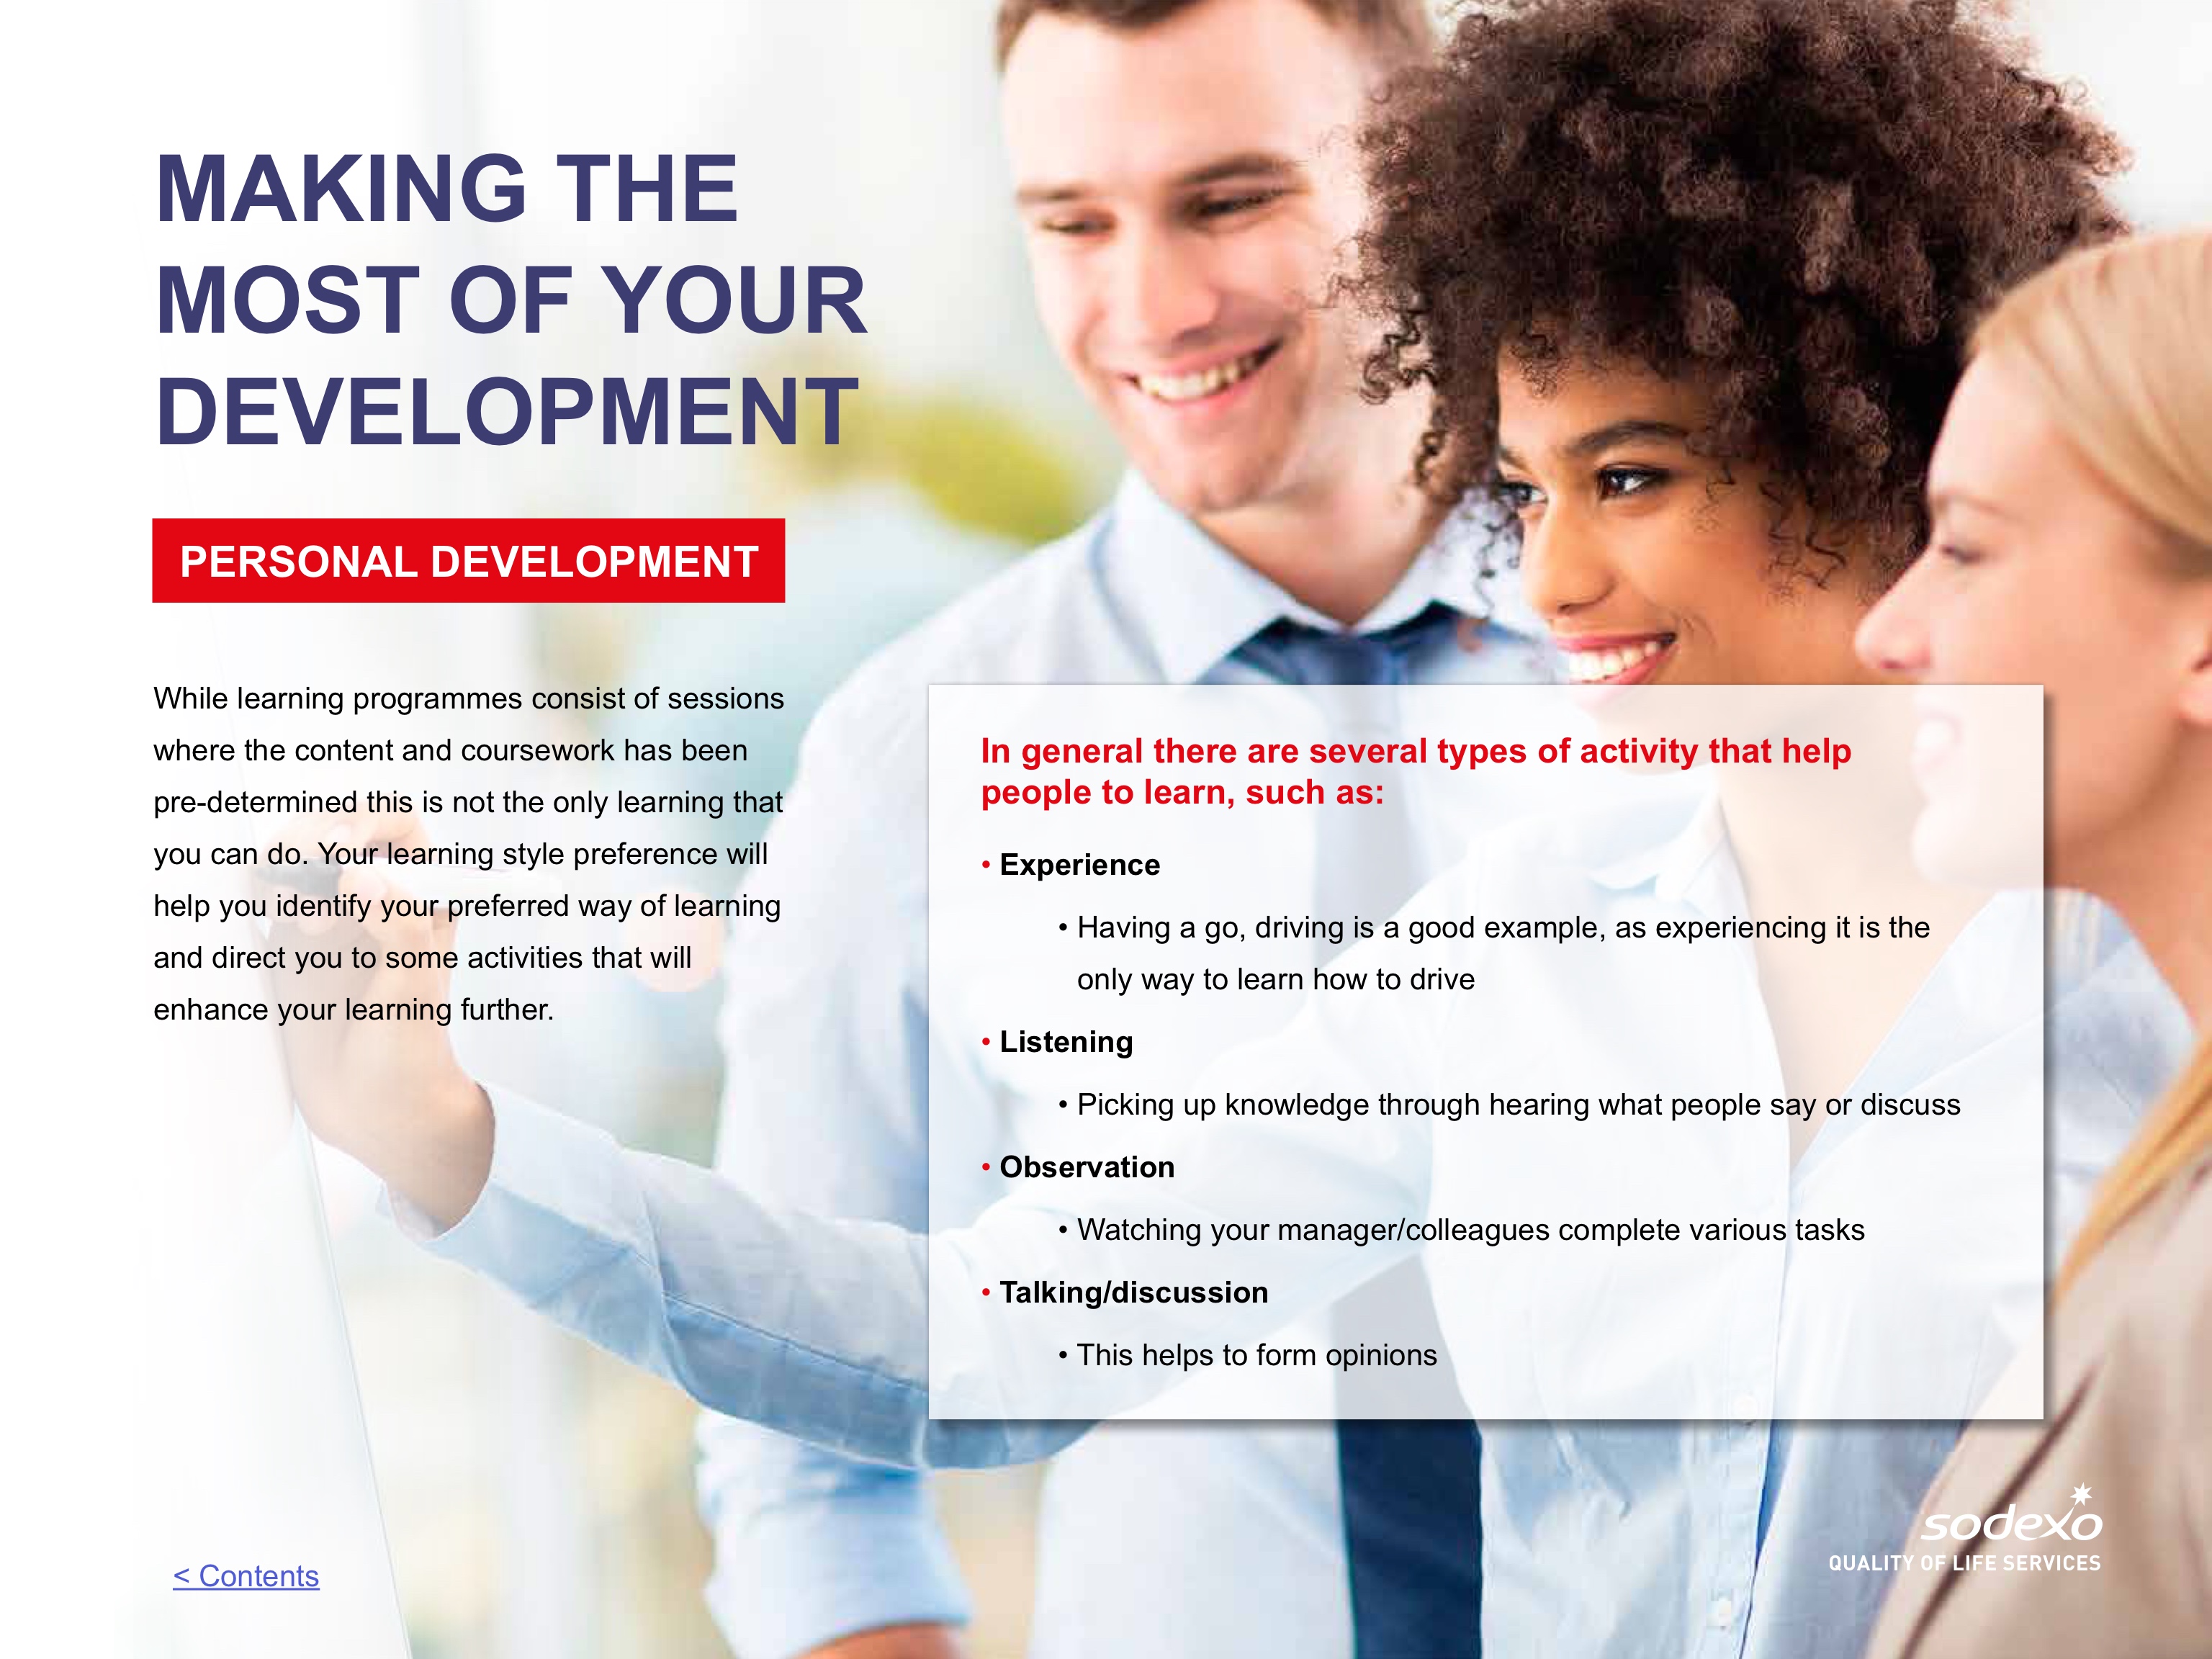 MAKING THE
MOST OF YOUR
DEVELOPMENT
PERSONAL DEVELOPMENT
While learning programmes consist of sessions
where the content and coursework has been
pre-determined this is not the only learning that
you can do. Your learning style preference will
help you identify your preferred way of learning
and direct you to some activities that will
enhance your learning further.
In general there are several types of activity that help
people to learn, such as:
• Experience
• Having a go, driving is a good example, as experiencing it is the
only way to learn how to drive
• Listening
• Picking up knowledge through hearing what people say or discuss
• Observation
• Watching your manager/colleagues complete various tasks
• Talking/discussion
• This helps to form opinions
< Contents
sodexo
QUALITY OF LIFE SERVICES